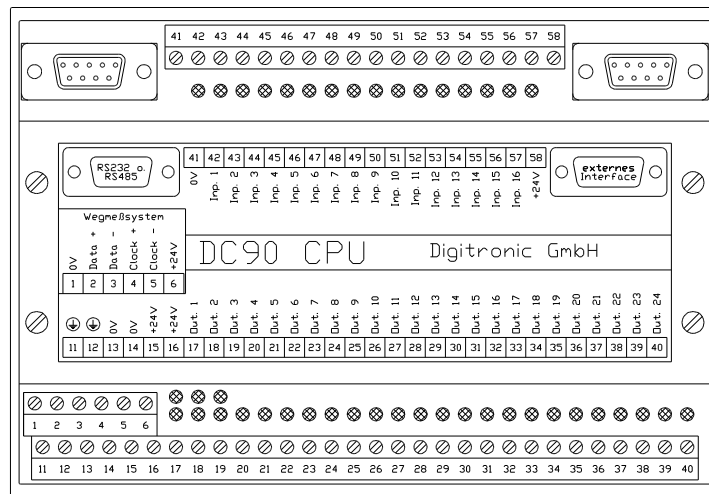 41 42 43 44 45 46 47 48 49 50 51 52 53 54 55 56 57 58
41 42 43 44 45 46 47 48 49 50 51 52 53 54 55 56 57 58
0V Inp. 1 Inp. 2 Inp. 3 Inp. 4 Inp. 5 Inp. 6 Inp. 7 Inp. 8 Inp. 9 Inp. 10 Inp. 11 Inp. 12 Inp. 13 Inp. 14 Inp. 15 Inp. 16 +24V
RS232 o.
RS485
externes
Interface
Wegmeßsystem
0V Data + Data - Clock + Clock - +24V
1 2 3 4 5 6
DC90 CPU Digitronic GmbH
0V 0V +24V +24V Out. 1 Out. 2 Out. 3 Out. 4 Out. 5 Out. 6 Out. 7 Out. 8 Out. 9 Out. 10 Out. 11 Out. 12 Out. 13 Out. 14 Out. 15 Out. 16 Out. 17 Out. 18 Out. 19 Out. 20 Out. 21 Out. 22 Out. 23 Out. 24
11 12 13 14 15 16 17 18 19 20 21 22 23 24 25 26 27 28 29 30 31 32 33 34 35 36 37 38 39 40
1 2 3 4 5 6
11 12 13 14 15 16 17 18 19 20 21 22 23 24 25 26 27 28 29 30 31 32 33 34 35 36 37 38 39 40